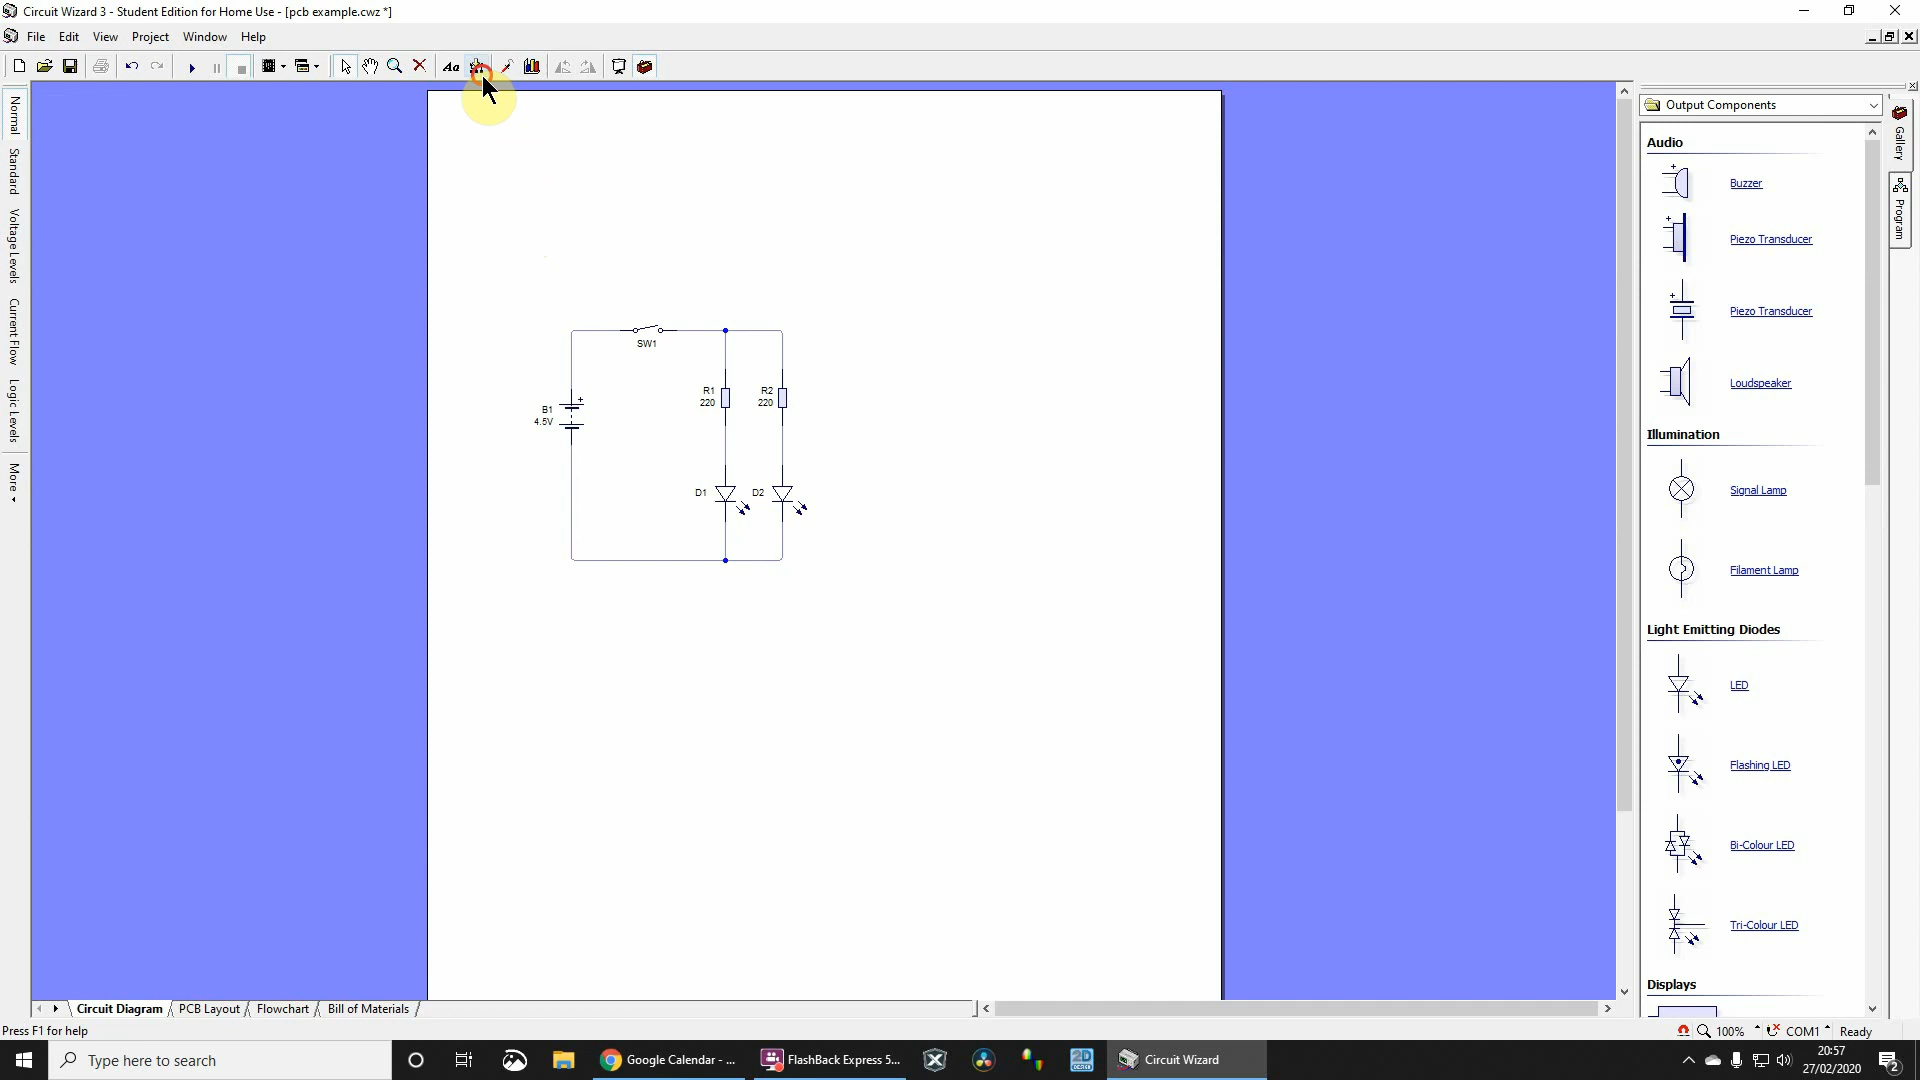 Circuit Wizard 3 - Student Edition for Home Use - [pcb example.cwz *]
File Edit View Project Window Help
Aa
Normal
Standard
Voltage Levels
Current Flow
Logic Levels
More
Output Components
Gallery
Program
Audio
Buzzer
Piezo Transducer
Piezo Transducer
Loudspeaker
Illumination
Signal Lamp
Filament Lamp
Light Emitting Diodes
LED
Flashing LED
Bi-Colour LED
Tri-Colour LED
Displays
SW1
R1
220
R2
220
B1
4.5V
+
D1
D2
Circuit Diagram PCB Layout Flowchart Bill of Materials
Press F1 for help
100% COM1 Ready
Type here to search
Google Calendar - ...
FlashBack Express 5...
2D
DESIGN
Circuit Wizard
20:57
27/02/2020
2